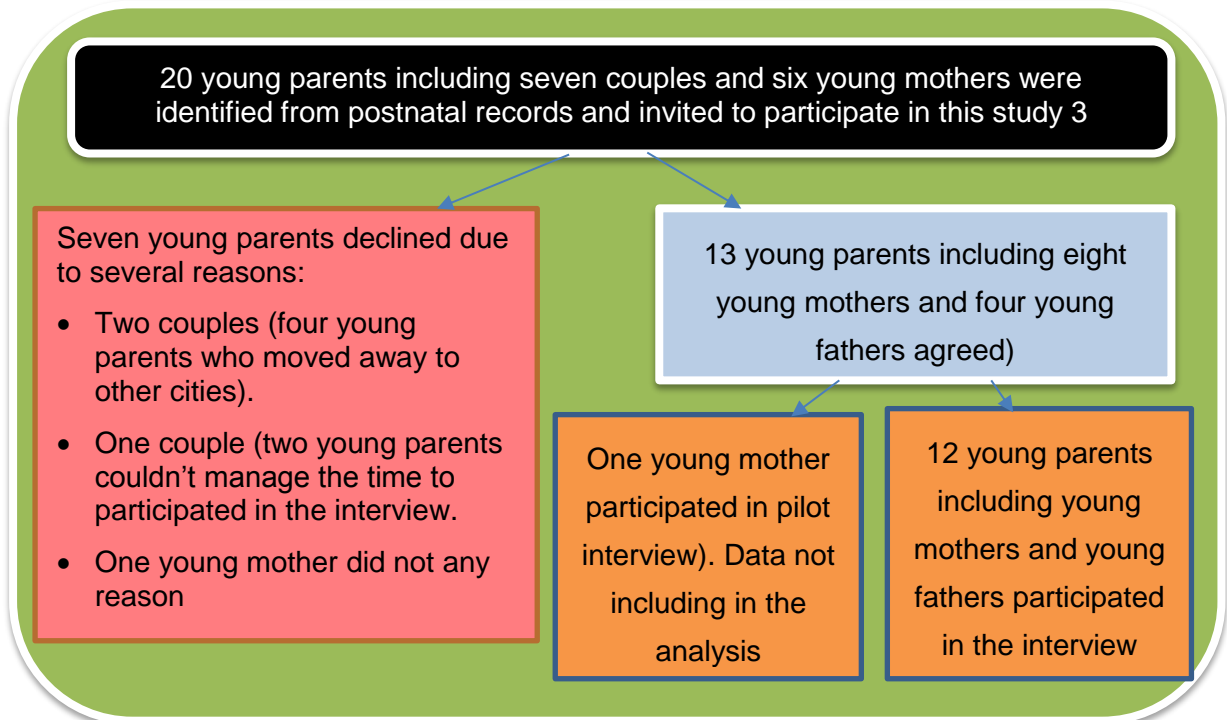 20 young parents including seven couples and six young mothers were
identified from postnatal records and invited to participate in this study 3
Seven young parents declined due
to several reasons:
• Two couples (four young
parents who moved away to
other cities).
• One couple (two young parents
couldn’t manage the time to
participated in the interview.
• One young mother did not any
reason
13 young parents including eight
young mothers and four young
fathers agreed)
One young mother
participated in pilot
interview). Data not
including in the
analysis
12 young parents
including young
mothers and young
fathers participated
in the interview